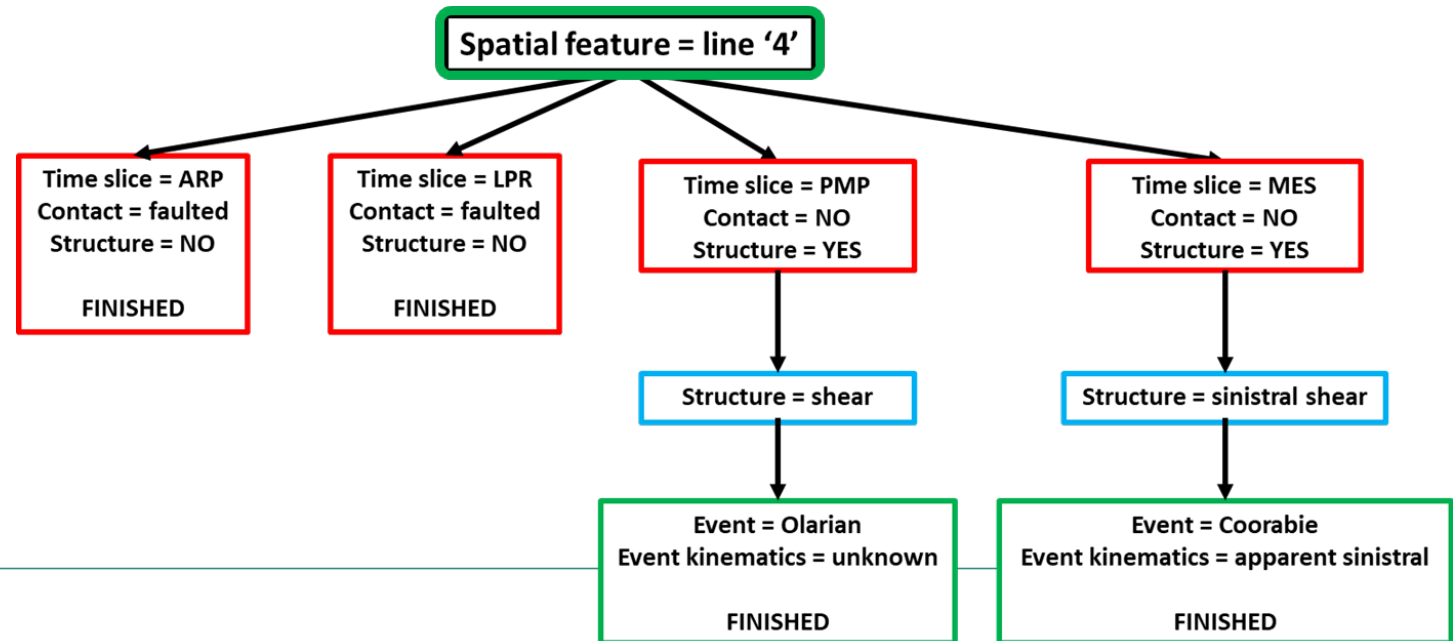 Spatial feature = line ‘4’
Time slice = ARP
Contact = faulted
Structure = NO
FINISHED
Time slice = LPR
Contact = faulted
Structure = NO
FINISHED
Time slice = PMP
Contact = NO
Structure = YES
Time slice = MES
Contact = NO
Structure = YES
Structure = shear
Structure = sinistral shear
Event = Olarian
Event kinematics = unknown
FINISHED
Event = Coorabie
Event kinematics = apparent sinistral
FINISHED